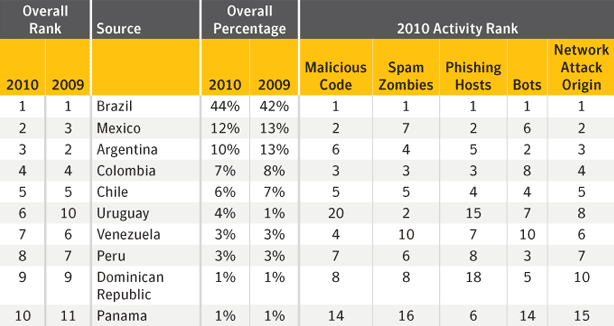 Overall Rank Source Overall Percentage 2010 Activity Rank
2010 2009 2010 2009 Malicious Code Spam Zombies Phishing Hosts Bots Network Attack Origin
1 1 Brazil 44% 42% 1 1 1 1 1
2 3 Mexico 12% 13% 2 7 2 6 2
3 2 Argentina 10% 13% 6 4 5 2 3
4 4 Colombia 7% 8% 3 3 3 8 4
5 5 Chile 6% 7% 5 5 4 4 5
6 10 Uruguay 4% 1% 20 2 15 7 8
7 6 Venezuela 3% 3% 4 10 7 10 6
8 7 Peru 3% 3% 7 6 8 3 7
9 9 Dominican Republic 1% 1% 8 8 18 5 10
10 11 Panama 1% 1% 14 16 6 14 15